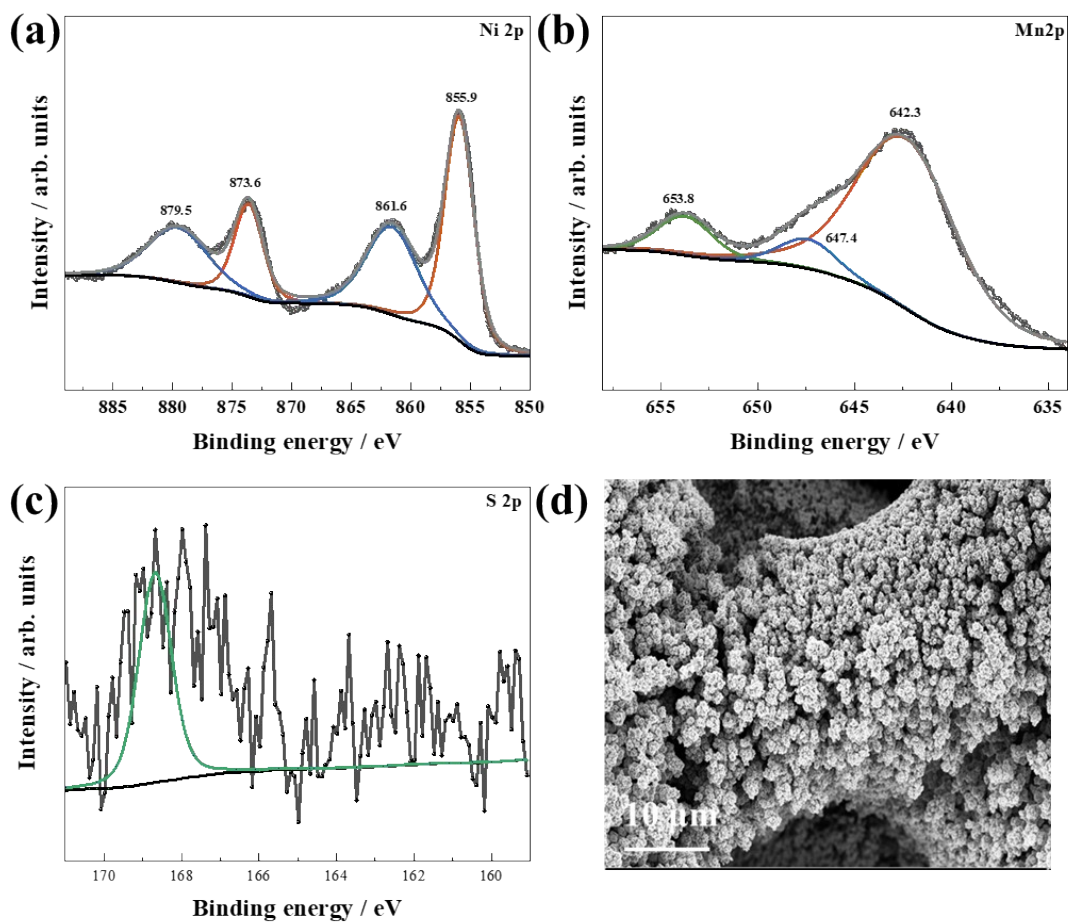 (a)
Ni 2p
855.9
873.6
879.5
861.6
Intensity / arb. units
885 880 875 870 865 860 855 850
Binding energy / eV
(b)
Mn2p
642.3
653.8
647.4
Intensity / arb. units
655 650 645 640 635
Binding energy / eV
(c)
S 2p
Intensity / arb. units
170 168 166 164 162 160
Binding energy / eV
(d)
10 μm